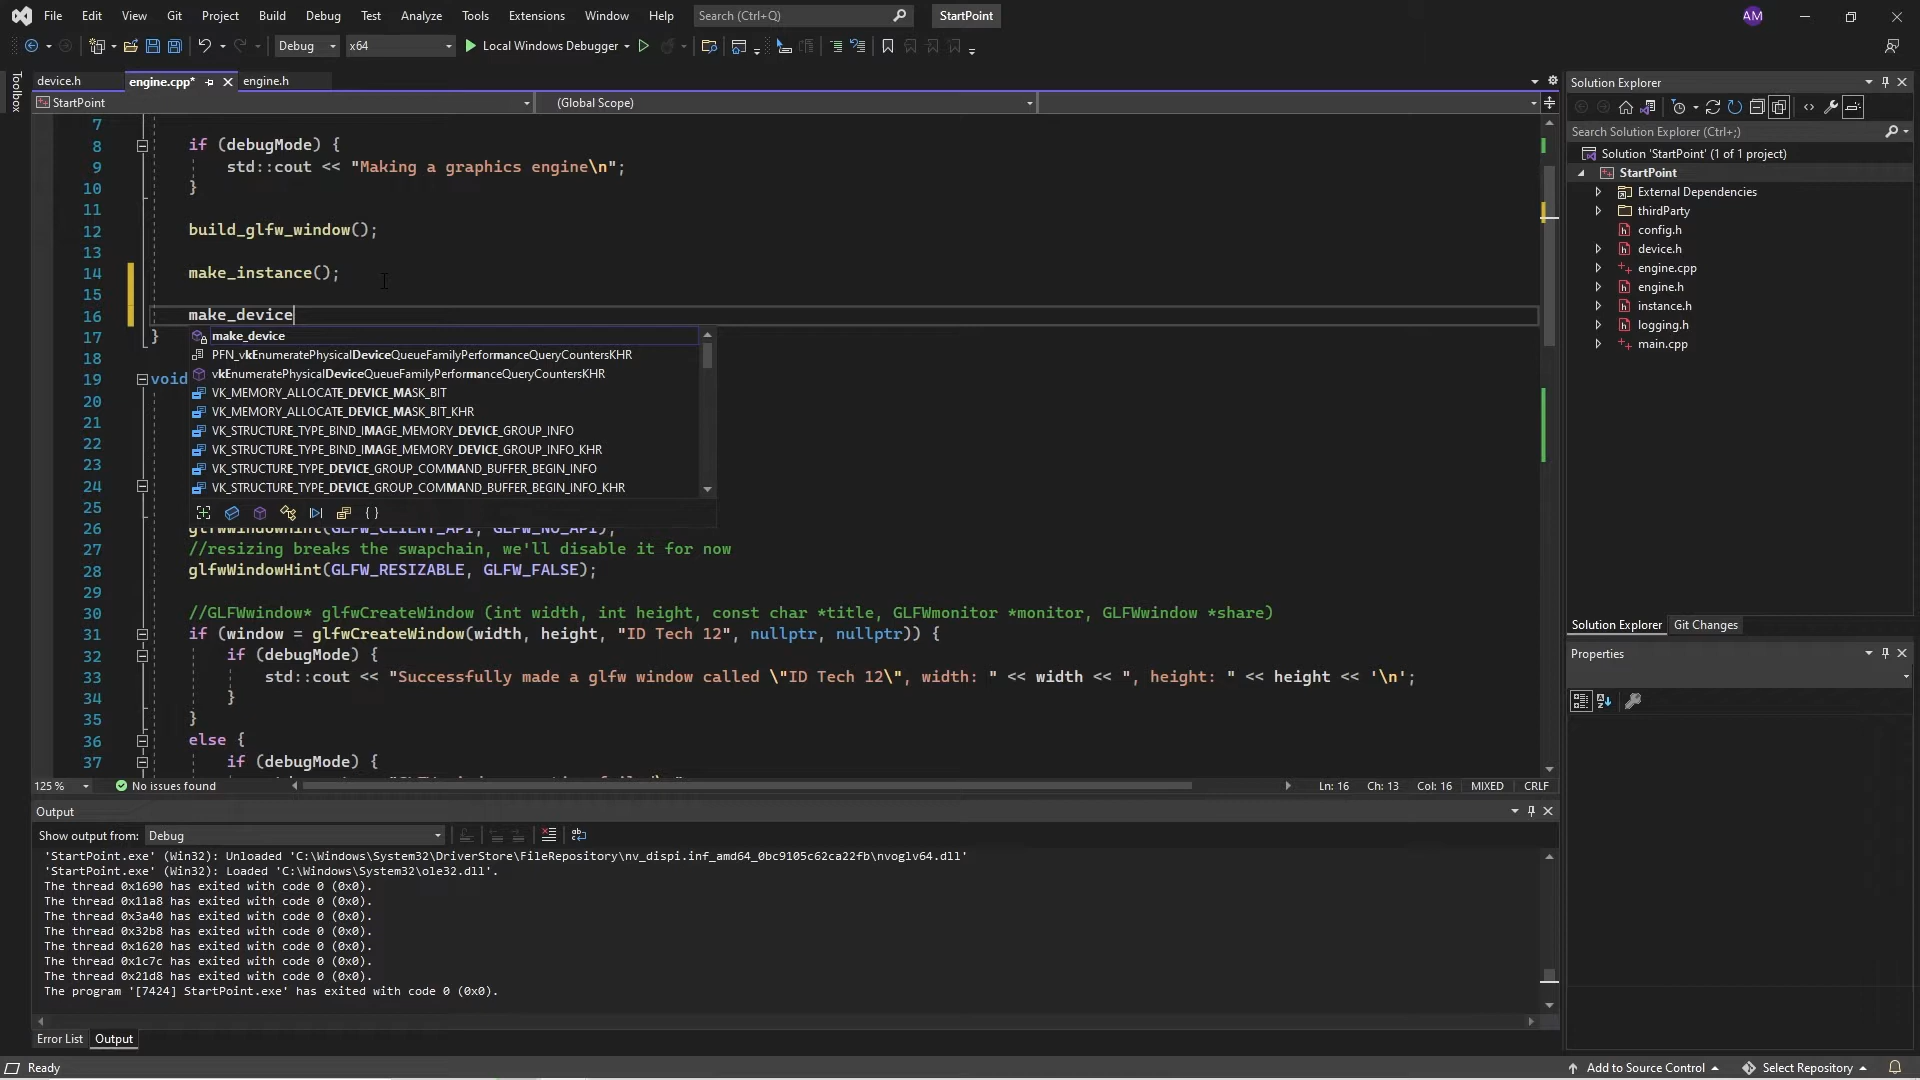 File Edit View Git Project Build Debug Test Analyze Tools Extensions Window Help Search (Ctrl+Q) StartPoint AM
Debug x64 Local Windows Debugger
Toolbox
device.h engine.cpp* engine.h
StartPoint (Global Scope)
7
8 if (debugMode) {
9 std::cout << "Making a graphics engine\n";
10 }
11
12 build_glfw_window();
13
14 make_instance();
15
16 make_device
17 }
make_device
PFN_vkEnumeratePhysicalDeviceQueueFamilyPerformanceQueryCountersKHR
18
vkEnumeratePhysicalDeviceQueueFamilyPerformanceQueryCountersKHR
19 void
VK_MEMORY_ALLOCATE_DEVICE_MASK_BIT
20
VK_MEMORY_ALLOCATE_DEVICE_MASK_BIT_KHR
21
VK_STRUCTURE_TYPE_BIND_IMAGE_MEMORY_DEVICE_GROUP_INFO
22
VK_STRUCTURE_TYPE_BIND_IMAGE_MEMORY_DEVICE_GROUP_INFO_KHR
23
VK_STRUCTURE_TYPE_DEVICE_GROUP_COMMAND_BUFFER_BEGIN_INFO
24
VK_STRUCTURE_TYPE_DEVICE_GROUP_COMMAND_BUFFER_BEGIN_INFO_KHR
25
{ }
26 glfwWindowHint(GLFW_CLIENT_API, GLFW_NO_API);
27 //resizing breaks the swapchain, we'll disable it for now
28 glfwWindowHint(GLFW_RESIZABLE, GLFW_FALSE);
29
30 //GLFWwindow* glfwCreateWindow (int width, int height, const char *title, GLFWmonitor *monitor, GLFWwindow *share)
31 if (window = glfwCreateWindow(width, height, "ID Tech 12", nullptr, nullptr)) {
32 if (debugMode) {
33 std::cout << "Successfully made a glfw window called \"ID Tech 12\", width: " << width << ", height: " << height << '\n';
34 }
35 }
36 else {
37 if (debugMode) {
125 % No issues found Ln: 16 Ch: 13 Col: 16 MIXED CRLF
Output
Show output from: Debug
'StartPoint.exe' (Win32): Unloaded 'C:\Windows\System32\DriverStore\FileRepository\nv_dispi.inf_amd64_0bc9105c62ca22fb\nvoglv64.dll'
'StartPoint.exe' (Win32): Loaded 'C:\Windows\System32\ole32.dll'.
The thread 0x1690 has exited with code 0 (0x0).
The thread 0x11a8 has exited with code 0 (0x0).
The thread 0x3a40 has exited with code 0 (0x0).
The thread 0x32b8 has exited with code 0 (0x0).
The thread 0x1620 has exited with code 0 (0x0).
The thread 0x1c7c has exited with code 0 (0x0).
The thread 0x21d8 has exited with code 0 (0x0).
The program '[7424] StartPoint.exe' has exited with code 0 (0x0).
Error List Output
Solution Explorer
Search Solution Explorer (Ctrl+;)
Solution 'StartPoint' (1 of 1 project)
StartPoint
External Dependencies
thirdParty
config.h
device.h
engine.cpp
engine.h
instance.h
logging.h
main.cpp
Solution Explorer Git Changes
Properties
Ready Add to Source Control Select Repository